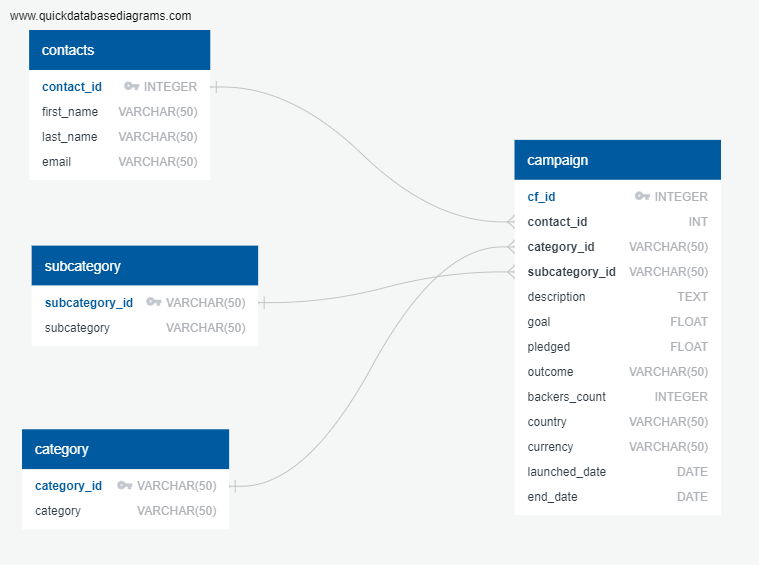 www.quickdatabasediagrams.com
contacts
contact_id INTEGER
first_name VARCHAR(50)
last_name VARCHAR(50)
email VARCHAR(50)
subcategory
subcategory_id VARCHAR(50)
subcategory VARCHAR(50)
category
category_id VARCHAR(50)
category VARCHAR(50)
campaign
cf_id INTEGER
contact_id INT
category_id VARCHAR(50)
subcategory_id VARCHAR(50)
description TEXT
goal FLOAT
pledged FLOAT
outcome VARCHAR(50)
backers_count INTEGER
country VARCHAR(50)
currency VARCHAR(50)
launched_date DATE
end_date DATE